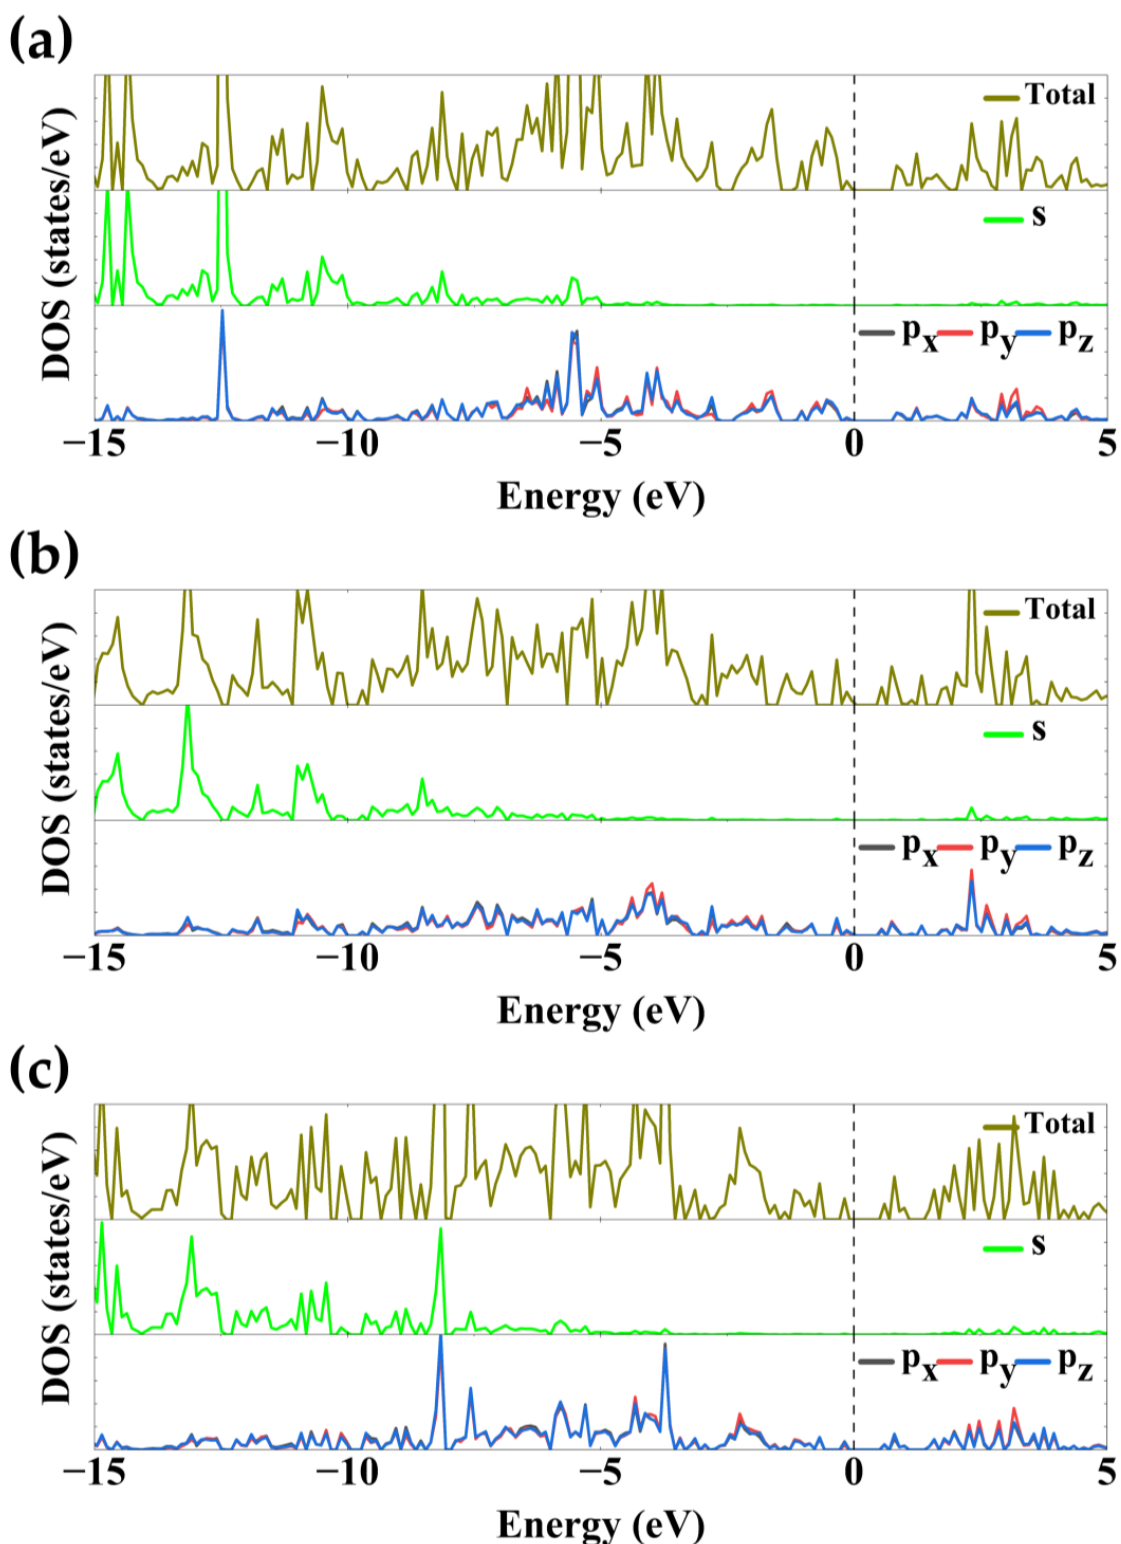 (a)
Total
s
px py pz
DOS (states/eV)
−15 −10 −5 0 5
Energy (eV)
(b)
Total
s
px py pz
DOS (states/eV)
−15 −10 −5 0 5
Energy (eV)
(c)
Total
s
px py pz
DOS (states/eV)
−15 −10 −5 0 5
Energy (eV)